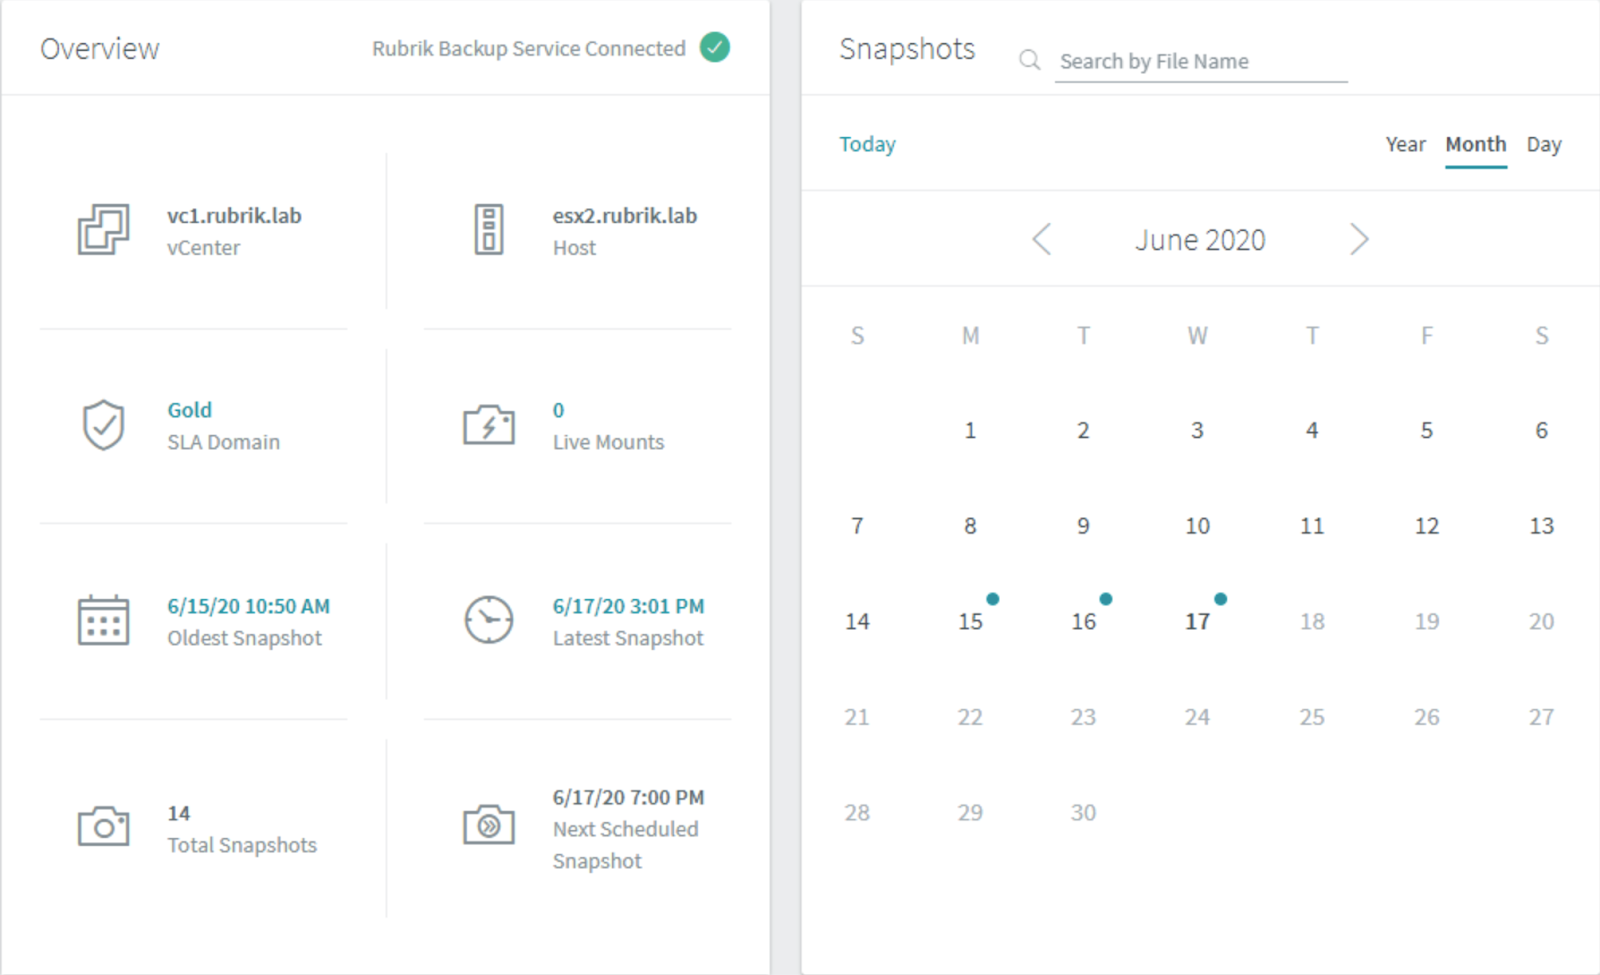 Overview
Rubrik Backup Service Connected
vc1.rubrik.lab
vCenter
esx2.rubrik.lab
Host
Gold
SLA Domain
0
Live Mounts
6/15/20 10:50 AM
Oldest Snapshot
6/17/20 3:01 PM
Latest Snapshot
14
Total Snapshots
6/17/20 7:00 PM
Next Scheduled
Snapshot
Snapshots
Search by File Name
Today
Year Month Day
June 2020
S M T W T F S
1 2 3 4 5 6
7 8 9 10 11 12 13
14 15 16 17 18 19 20
21 22 23 24 25 26 27
28 29 30